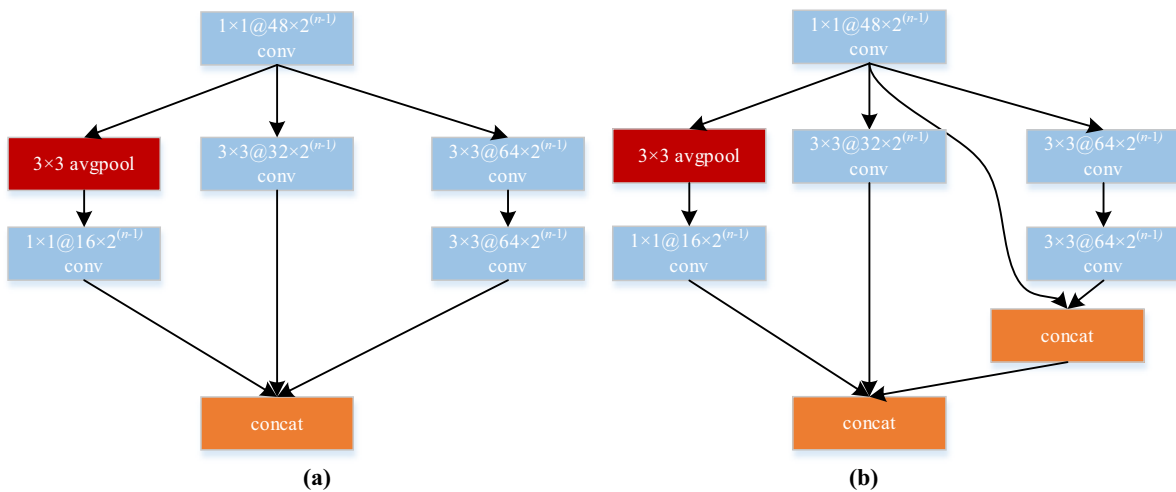 1×1@48×2^(n-1)
conv
3×3 avgpool
3×3@32×2^(n-1)
conv
3×3@64×2^(n-1)
1×1@16×2^(n-1)
conv
3×3@64×2^(n-1)
conv
concat
(a)
1×1@48×2^(n-1)
conv
3×3 avgpool
3×3@32×2^(n-1)
conv
3×3@64×2^(n-1)
conv
1×1@16×2^(n-1)
conv
3×3@64×2^(n-1)
conv
concat
concat
(b)